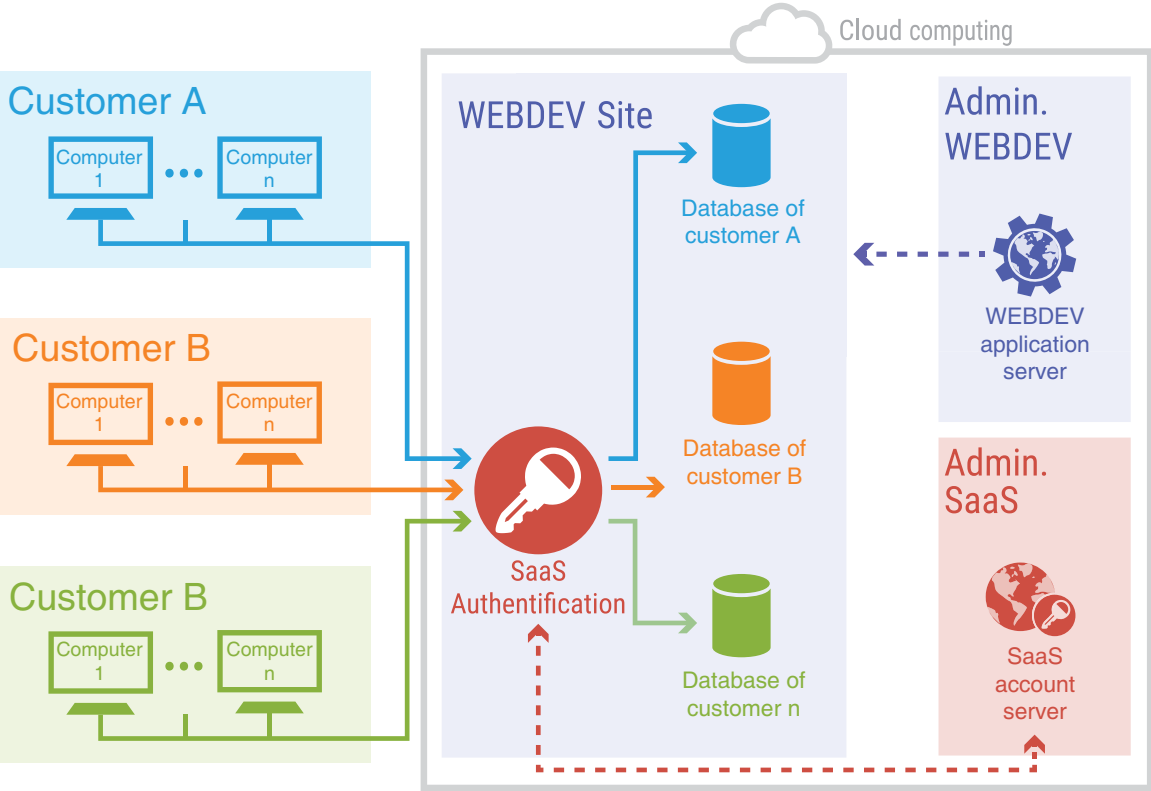 Cloud computing
Customer A
Computer
1
Computer
n
Customer B
Computer
1
Computer
n
Customer B
Computer
1
Computer
n
WEBDEV Site
Database of
customer A
Database of
customer B
SaaS
Authentification
Database of
customer n
Admin.
WEBDEV
WEBDEV
application
server
Admin.
SaaS
SaaS
account
server